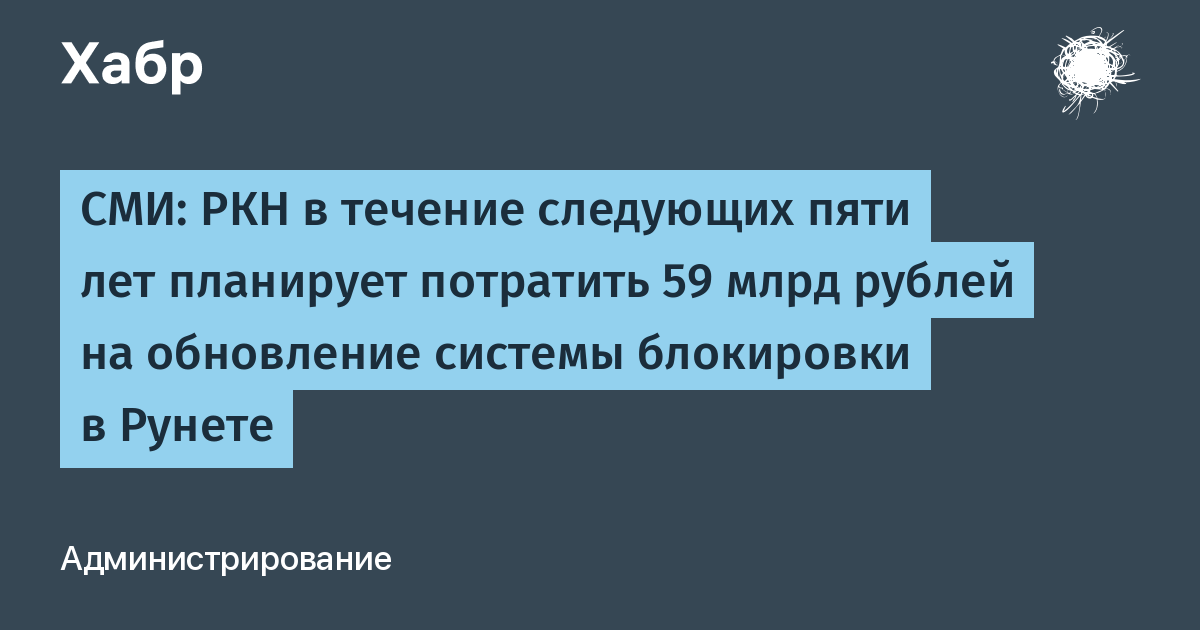 Хабр
СМИ: РКН в течение следующих пяти
лет планирует потратить 59 млрд рублей
на обновление системы блокировки
в Рунете
Администрирование